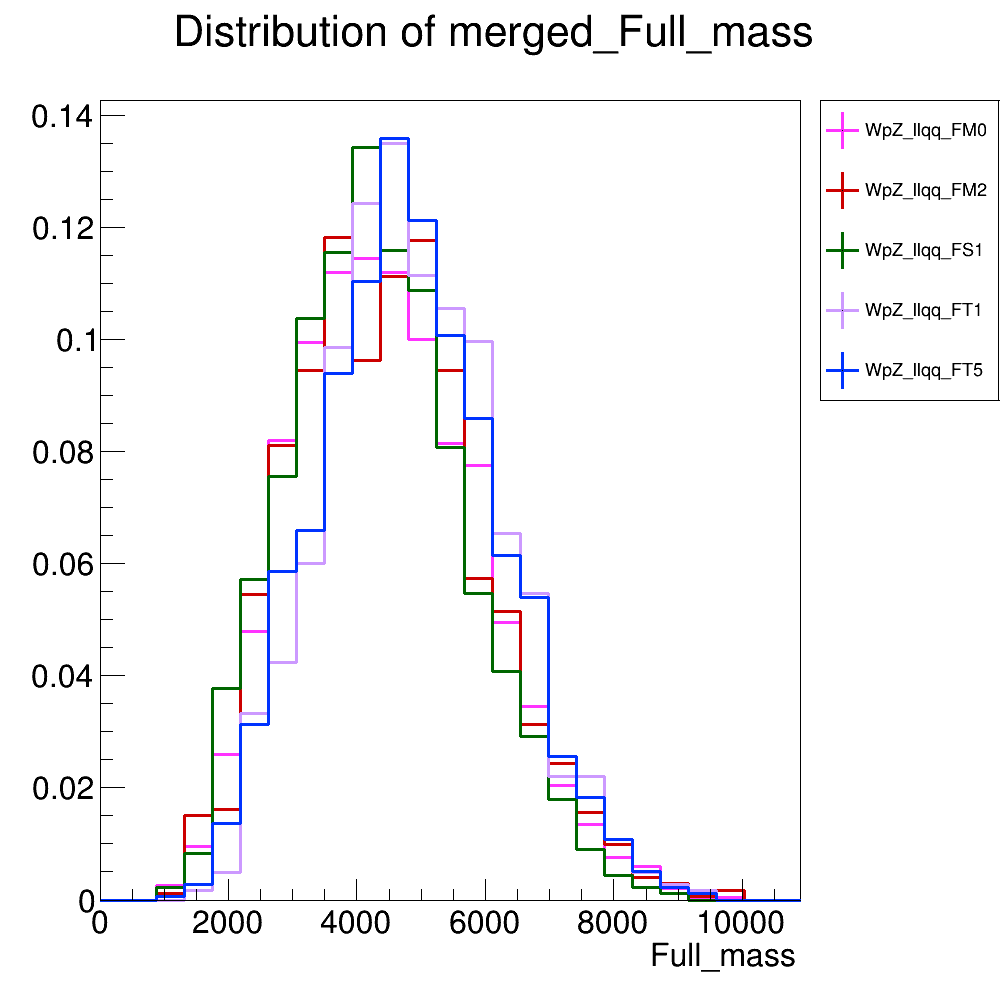 Distribution of merged_Full_mass
0.14
0.12
0.1
0.08
0.06
0.04
0.02
0
0 2000 4000 6000 8000 10000
Full_mass
WpZ_llqq_FM0
WpZ_llqq_FM2
WpZ_llqq_FS1
WpZ_llqq_FT1
WpZ_llqq_FT5